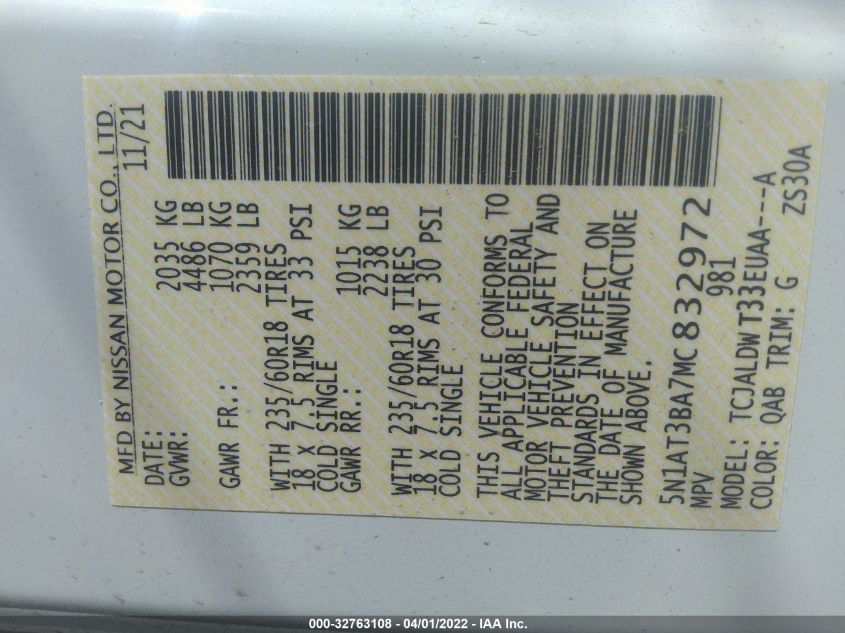 MFD BY NISSAN MOTOR CO., LTD.
DATE: 11/21
GVWR: 2035 KG
4486 LB
GAWR FR.: 1070 KG
2359 LB
WITH 235/60R18 TIRES
18 X 7.5 RIMS AT 33 PSI
COLD SINGLE
GAWR RR.: 1015 KG
2238 LB
WITH 235/60R18 TIRES
18 X 7.5 RIMS AT 30 PSI
COLD SINGLE
THIS VEHICLE CONFORMS TO
ALL APPLICABLE FEDERAL
MOTOR VEHICLE SAFETY AND
THEFT PREVENTION
STANDARDS IN EFFECT ON
THE DATE OF MANUFACTURE
SHOWN ABOVE.
5N1AT3BA7MC832972
MPV 981
MODEL: TCJALDWT33EUAA----A
COLOR: QAB TRIM: G ZS30A
000-32763108 - 04/01/2022 - IAA Inc.